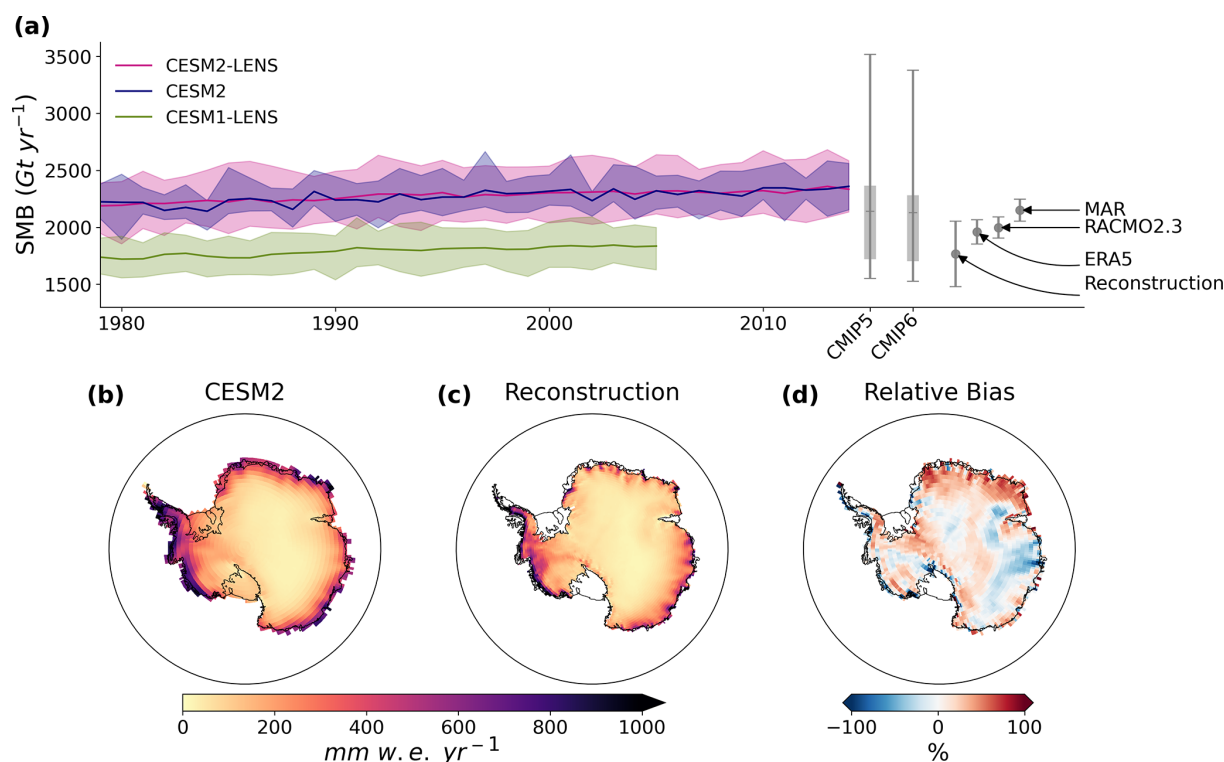 (a)
SMB (Gt yr⁻¹)
3500
3000
2500
2000
1500
CESM2-LENS
CESM2
CESM1-LENS
MAR
RACMO2.3
ERA5
Reconstruction
1980 1990 2000 2010 CMIP5 CMIP6
(b) CESM2 (c) Reconstruction (d) Relative Bias
0 200 400 600 800 1000
mm w.e. yr⁻¹
−100 0 100
%